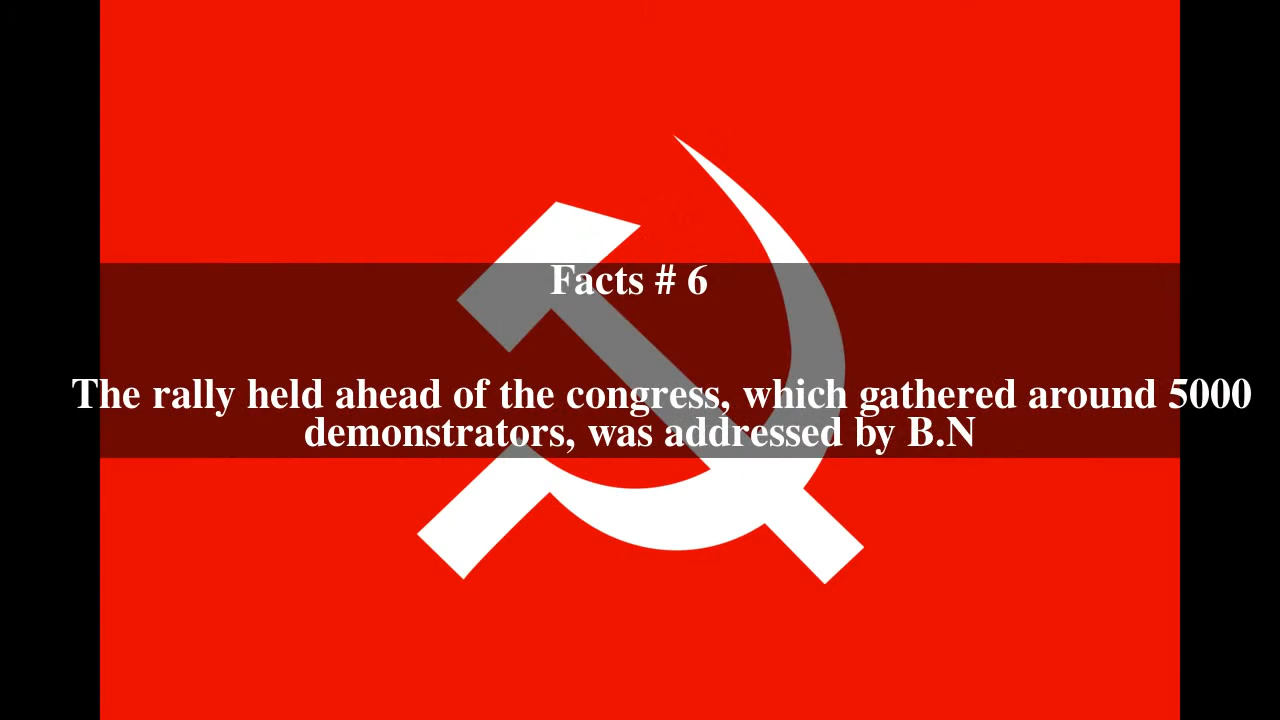 Facts # 6
The rally held ahead of the congress, which gathered around 5000
demonstrators, was addressed by B.N